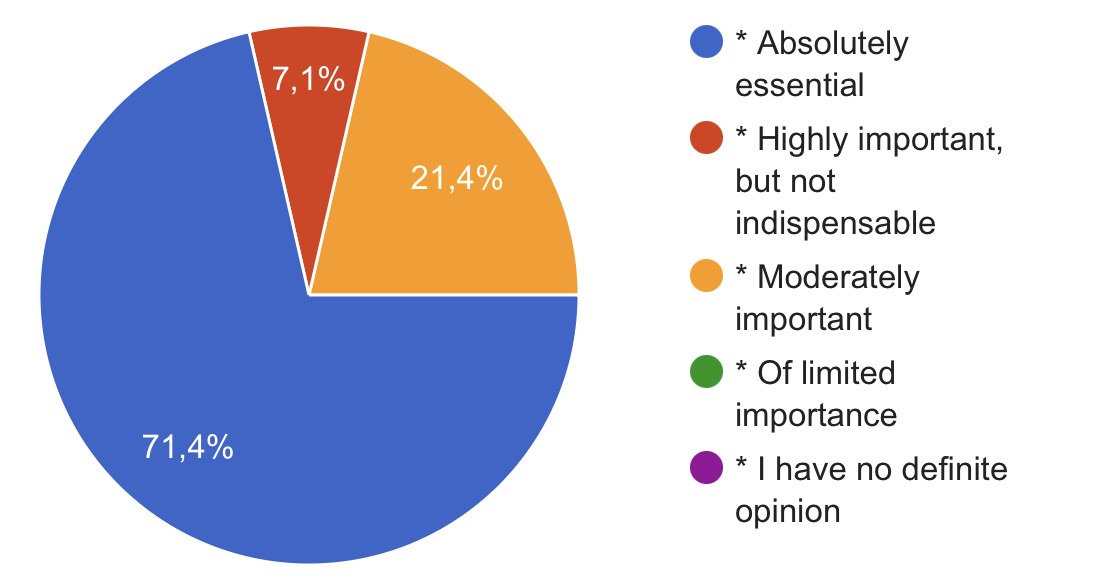 7,1%
21,4%
71,4%
* Absolutely
essential
* Highly important,
but not
indispensable
* Moderately
important
* Of limited
importance
* I have no definite
opinion